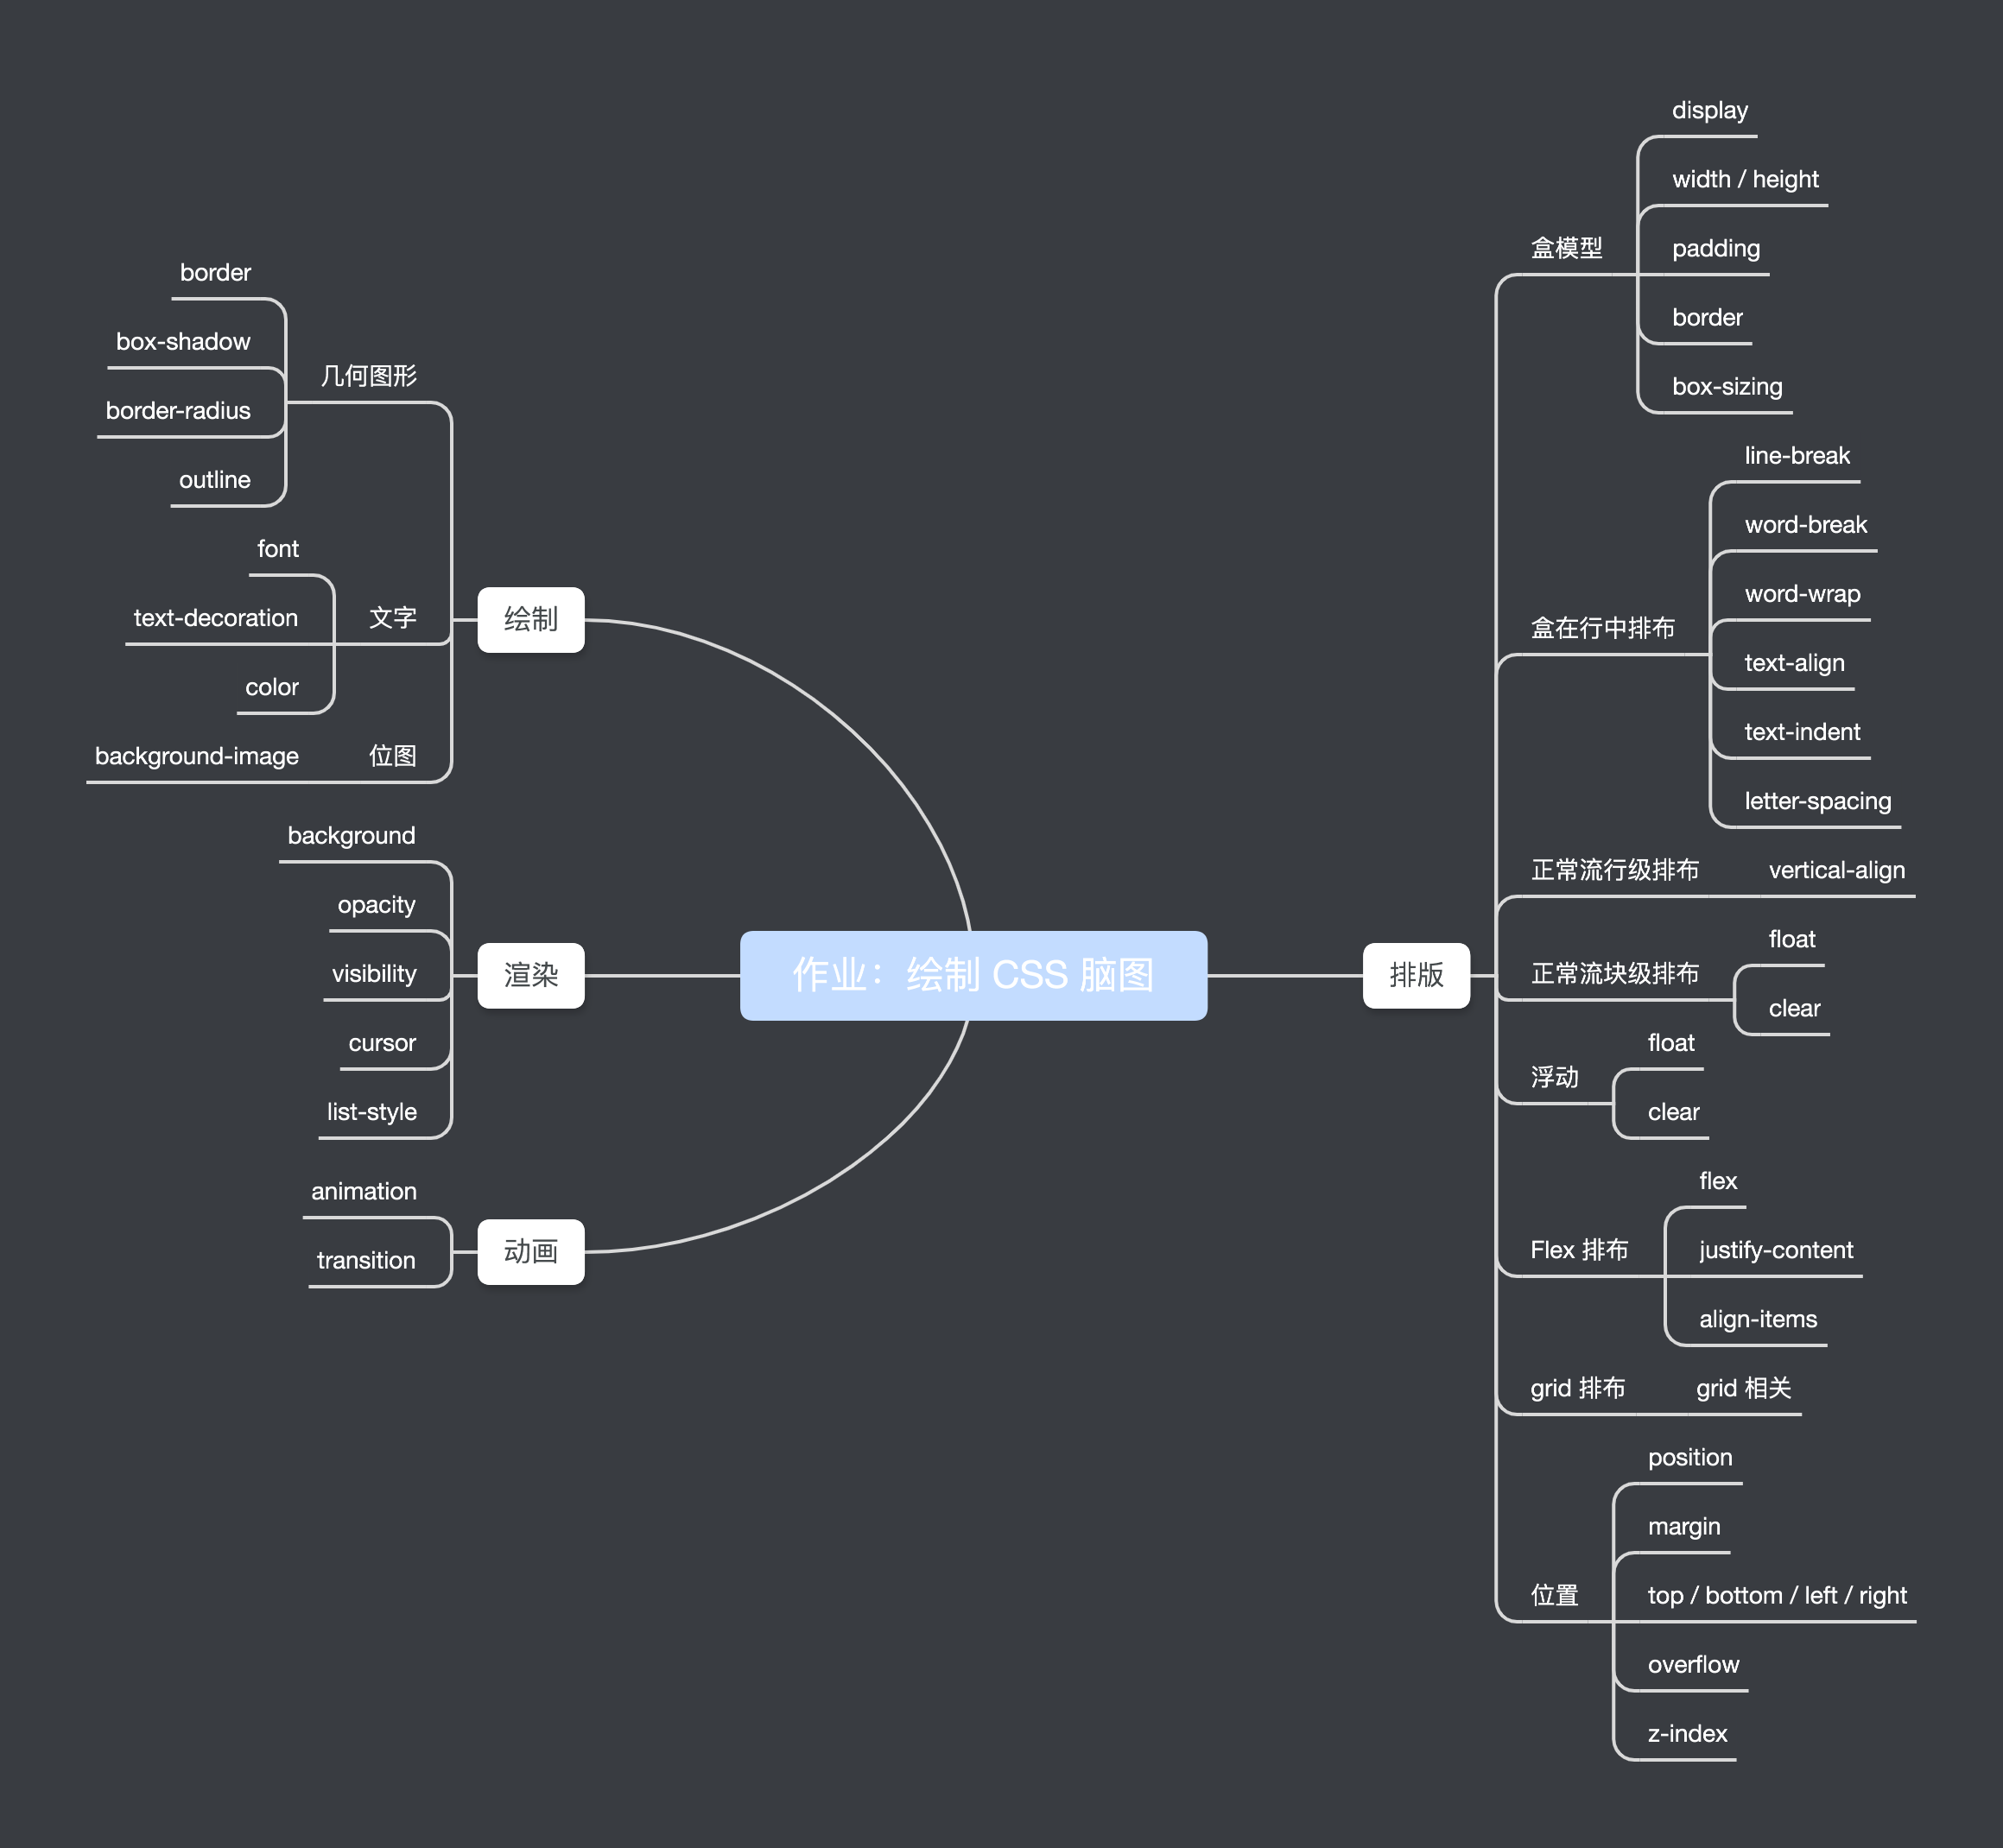 作业：绘制 CSS 脑图
排版
盒模型
display
width / height
padding
border
box-sizing
盒在行中排布
line-break
word-break
word-wrap
text-align
text-indent
letter-spacing
正常流行级排布
vertical-align
正常流块级排布
float
clear
浮动
float
clear
Flex 排布
flex
justify-content
align-items
grid 排布
grid 相关
位置
position
margin
top / bottom / left / right
overflow
z-index
绘制
几何图形
border
box-shadow
border-radius
outline
文字
font
text-decoration
color
位图
background-image
渲染
background
opacity
visibility
cursor
list-style
动画
animation
transition